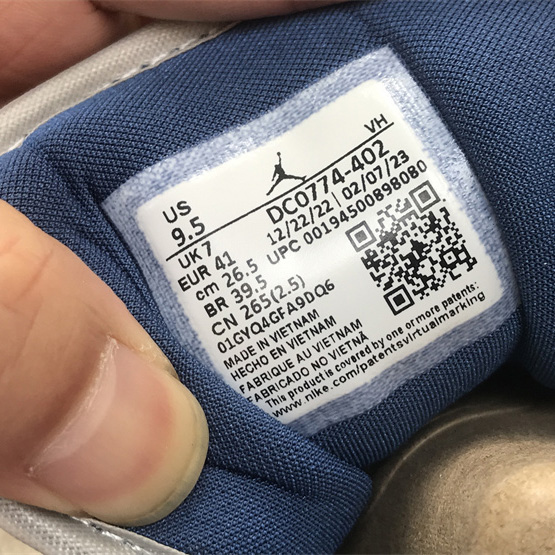 VH
US
9.5
DC0774-402
UK 7
12/22/22 | 02/07/23
EUR 41
UPC 00194500898080
cm 26.5
BR 39.5
CN 265(2.5)
01GYQ4GFA9DQ6
MADE IN VIETNAM
HECHO EN VIETNAM
FABRIQUE AU VIETNAM
FABRICADO NO VIETNÃ
This product is covered by one or more patents:
www.nike.com/patentsvirtualmarking